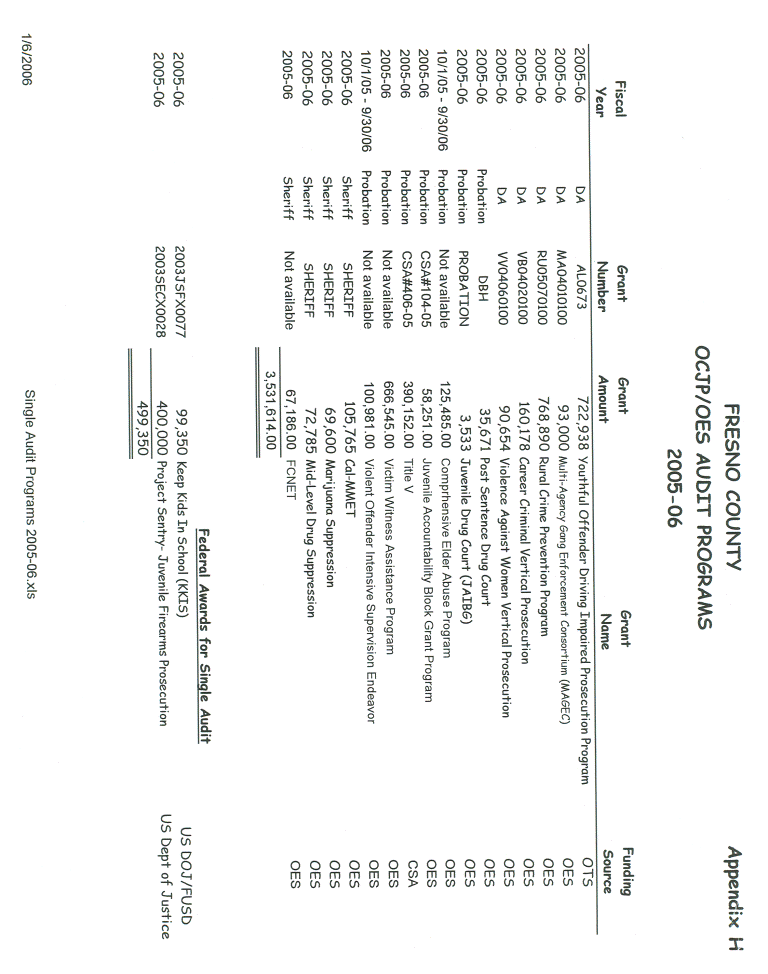 Appendix H
FRESNO COUNTY
OCJP/OES AUDIT PROGRAMS
2005-06
Fiscal Grant Grant Grant Funding
Year Number Amount Name Source
2005-06 DA AL0673 722,938 Youthful Offender Driving Impaired Prosecution Program OTS
2005-06 DA MA04010100 93,000 Multi-Agency Gang Enforcement Consortium (MAGEC) OES
2005-06 DA RU05070100 768,890 Rural Crime Prevention Program OES
2005-06 DA VB04020100 160,178 Career Criminal Vertical Prosecution OES
2005-06 DA VV04060100 90,654 Violence Against Women Vertical Prosecution OES
2005-06 Probation DBH 35,671 Post Sentence Drug Court OES
2005-06 Probation PROBATION 3,533 Juvenile Drug Court (JAIBG) OES
10/1/05 - 9/30/06 Probation Not available 125,485.00 Comprhensive Elder Abuse Program OES
2005-06 Probation CSA#104-05 58,251.00 Juvenile Accountability Block Grant Program OES
2005-06 Probation CSA#406-05 390,152.00 Title V CSA
2005-06 Probation Not available 666,545.00 Victim Witness Assistance Program OES
10/1/05 - 9/30/06 Probation Not available 100,981.00 Violent Offender Intensive Supervision Endeavor OES
2005-06 Sheriff SHERIFF 105,765 Cal-MMET OES
2005-06 Sheriff SHERIFF 69,600 Marijuana Suppression OES
2005-06 Sheriff SHERIFF 72,785 Mid-Level Drug Suppression OES
2005-06 Sheriff Not available 67,186.00 FCNET OES
3,531,614.00
Federal Awards for Single Audit
2005-06 2003JSFX0077 99,350 Keep Kids In School (KKIS) US DOJ/FUSD
2005-06 2003SECX0028 400,000 Project Sentry- Juvenile Firearms Prosecution US Dept of Justice
499,350
1/6/2006 Single Audit Programs 2005-06.xls